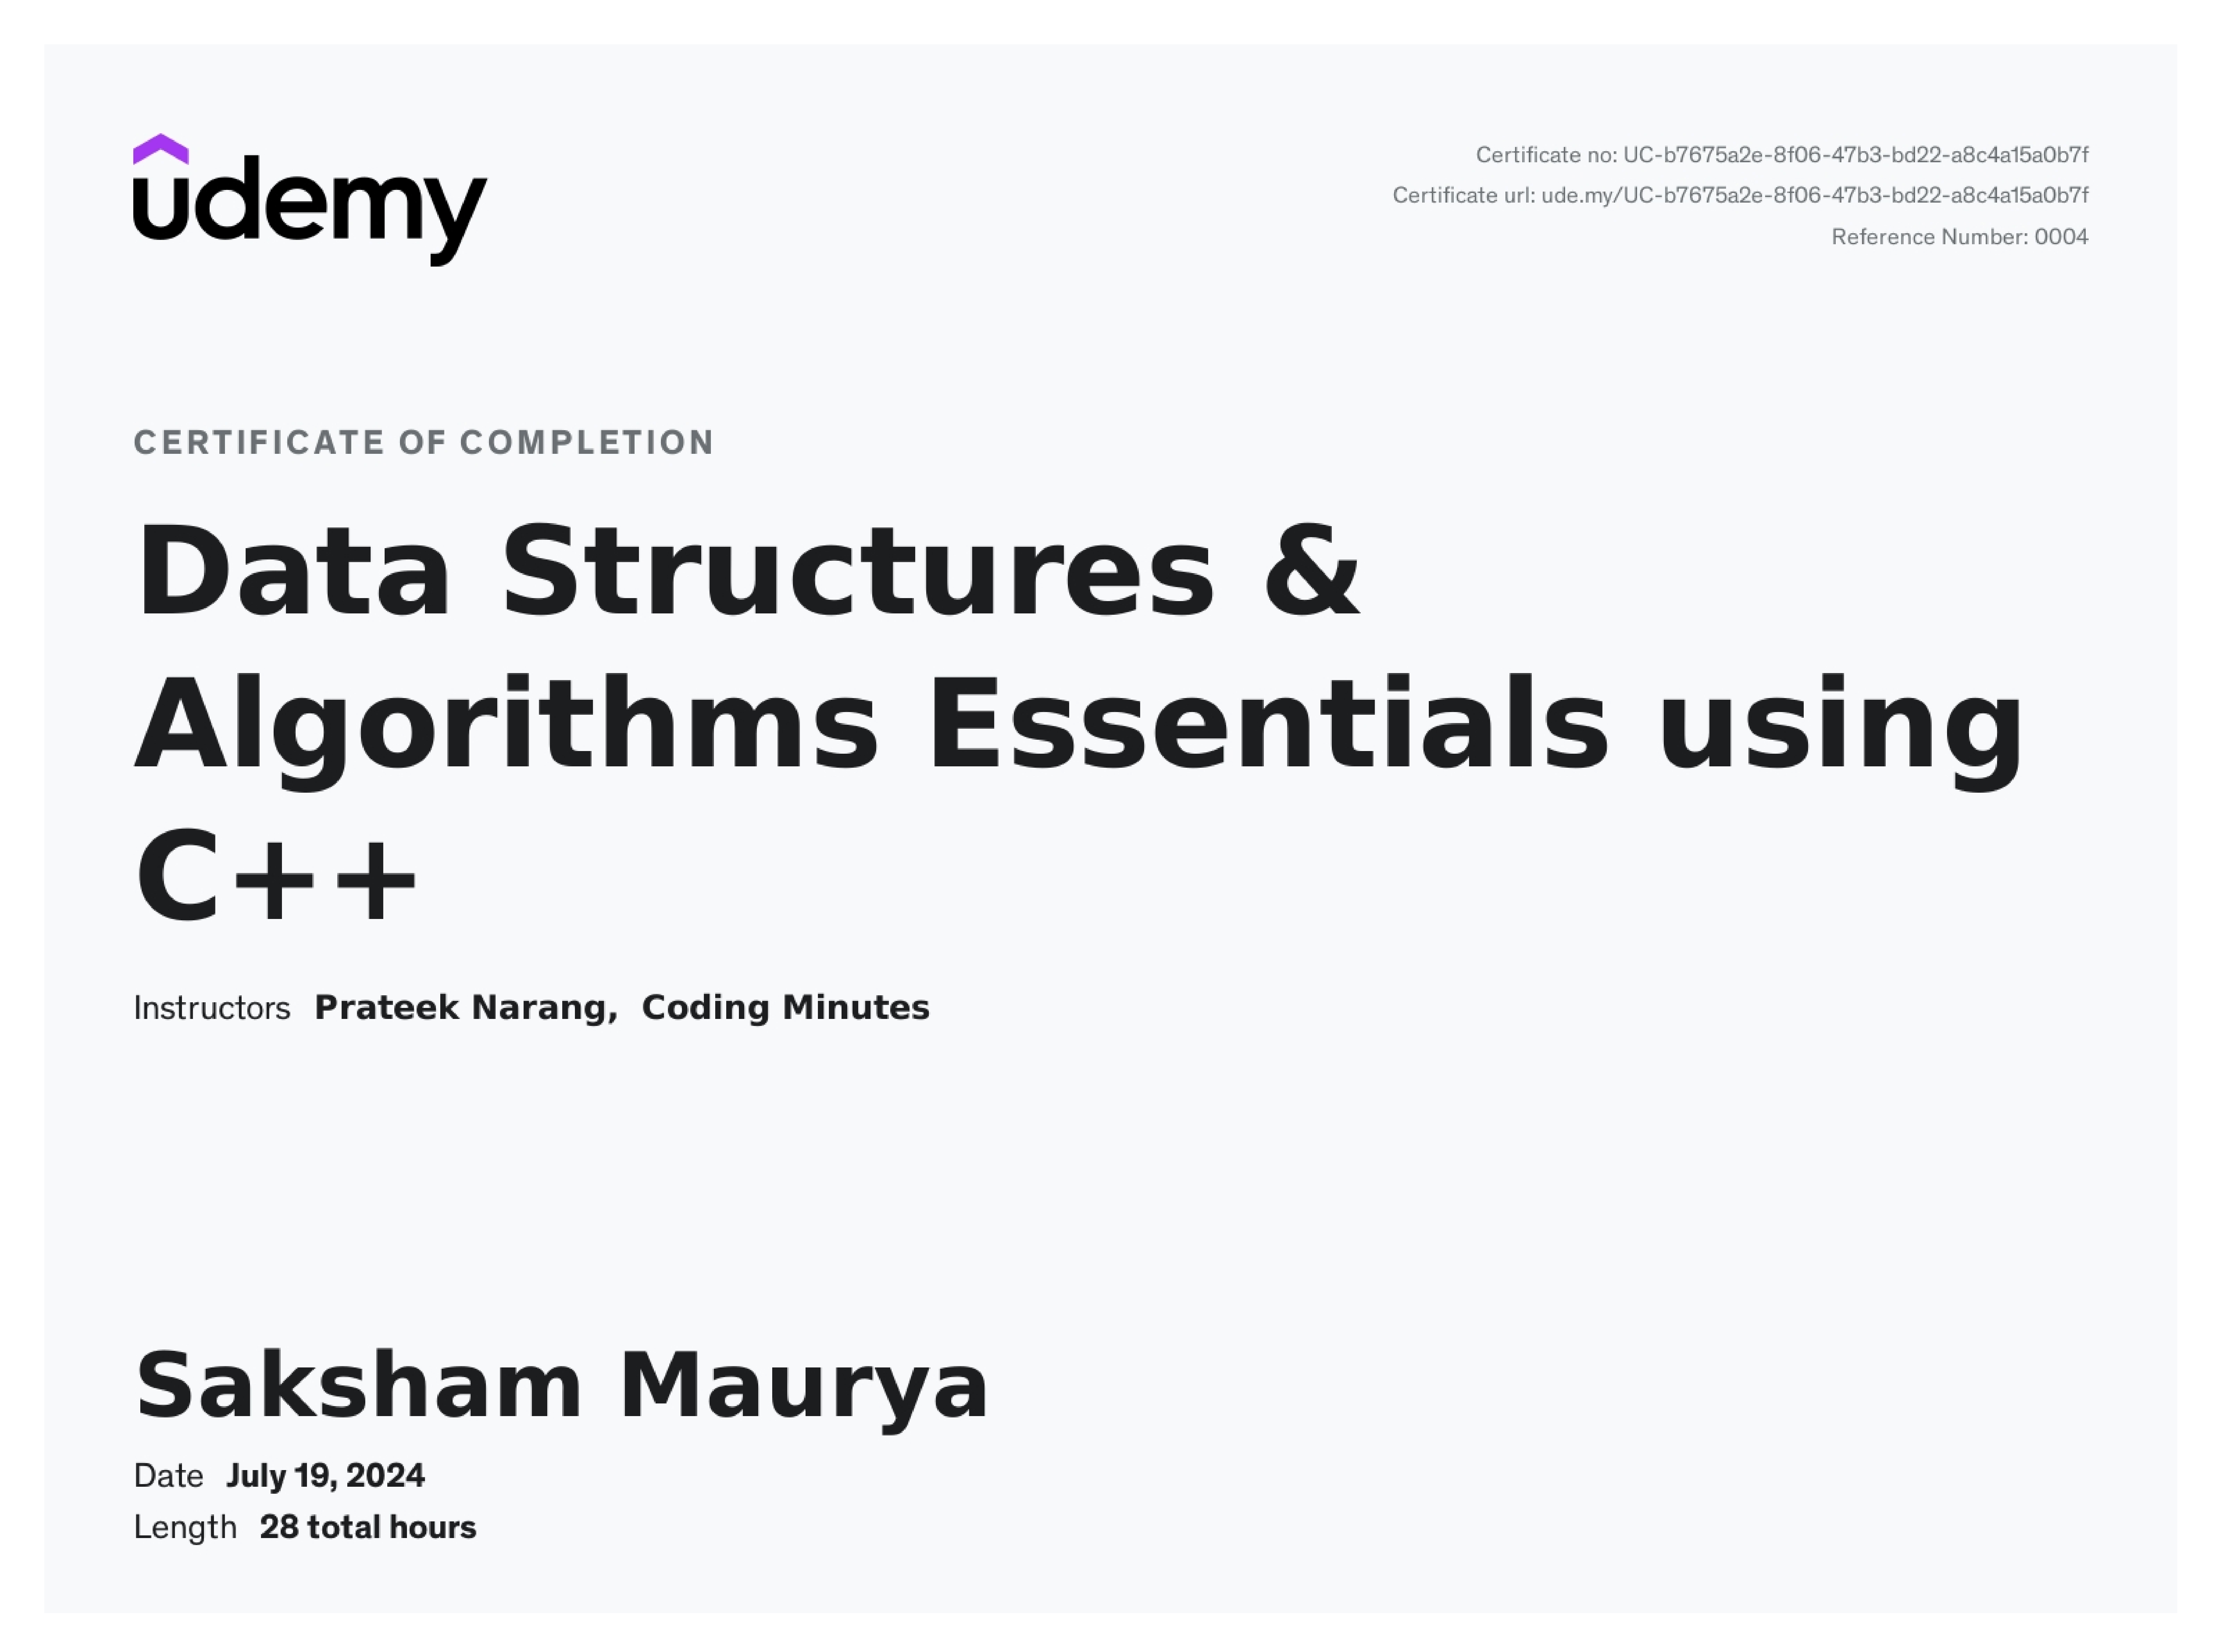 udemy
Certificate no: UC-b7675a2e-8f06-47b3-bd22-a8c4a15a0b7f
Certificate url: ude.my/UC-b7675a2e-8f06-47b3-bd22-a8c4a15a0b7f
Reference Number: 0004
CERTIFICATE OF COMPLETION
Data Structures &
Algorithms Essentials using
C++
Instructors Prateek Narang, Coding Minutes
Saksham Maurya
Date July 19, 2024
Length 28 total hours